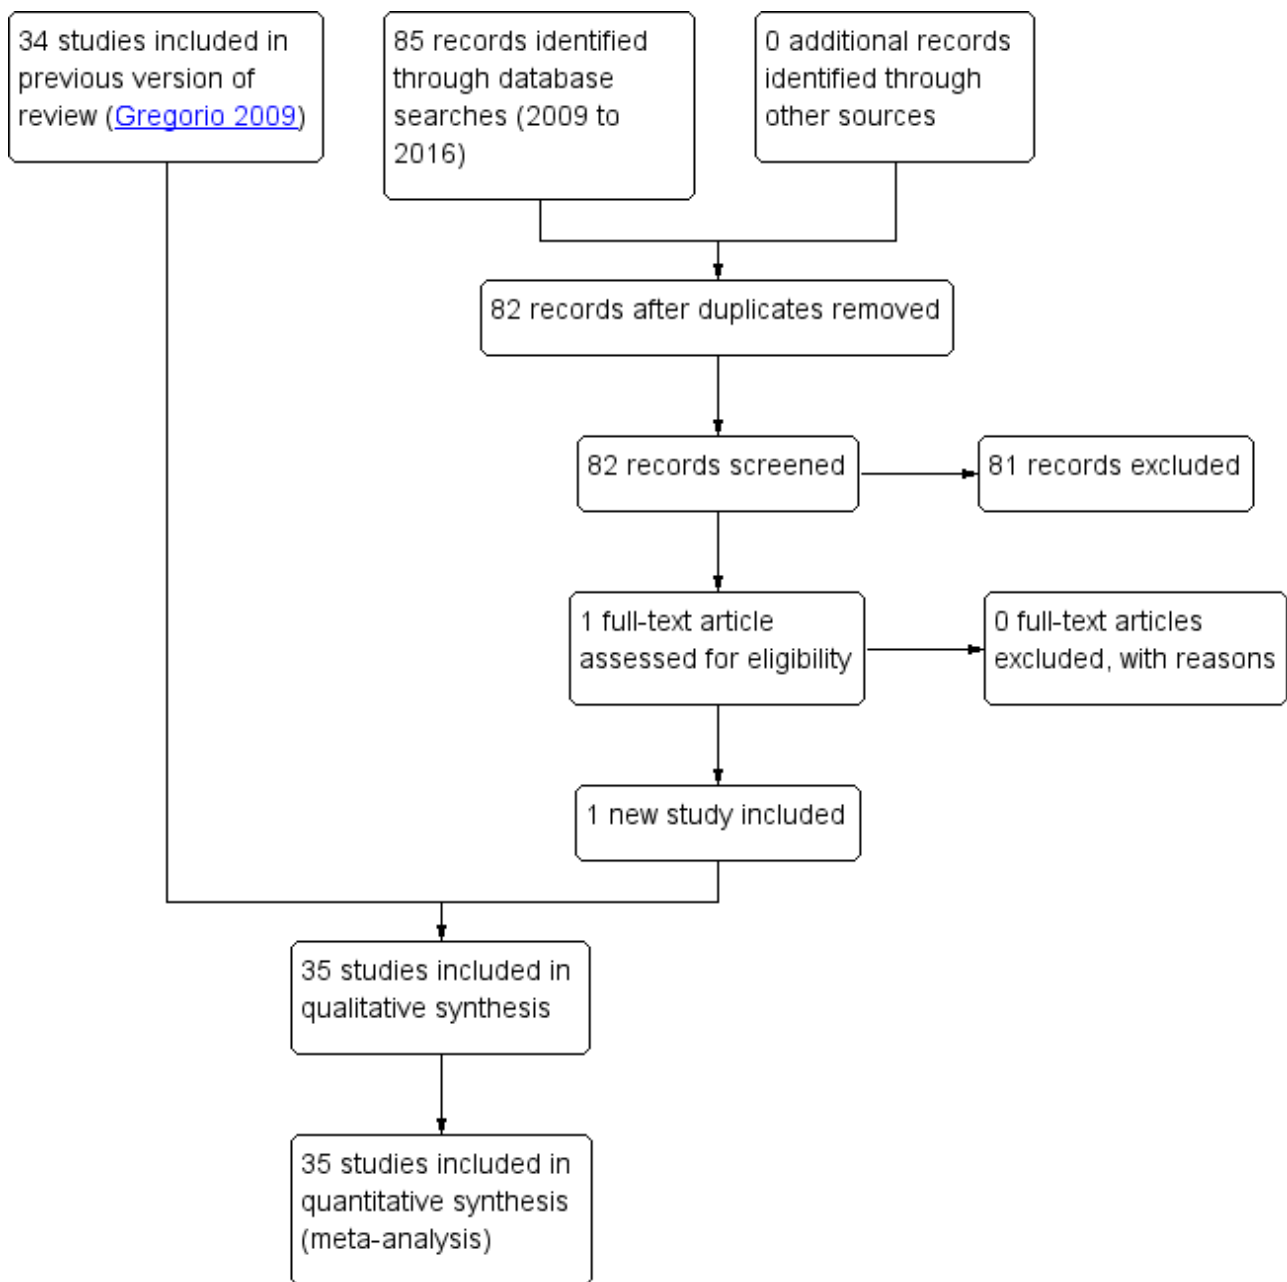 34 studies included in
previous version of
review (Gregorio 2009)
85 records identified
through database
searches (2009 to
2016)
0 additional records
identified through
other sources
82 records after duplicates removed
82 records screened
81 records excluded
1 full-text article
assessed for eligibility
0 full-text articles
excluded, with reasons
1 new study included
35 studies included in
qualitative synthesis
35 studies included in
quantitative synthesis
(meta-analysis)